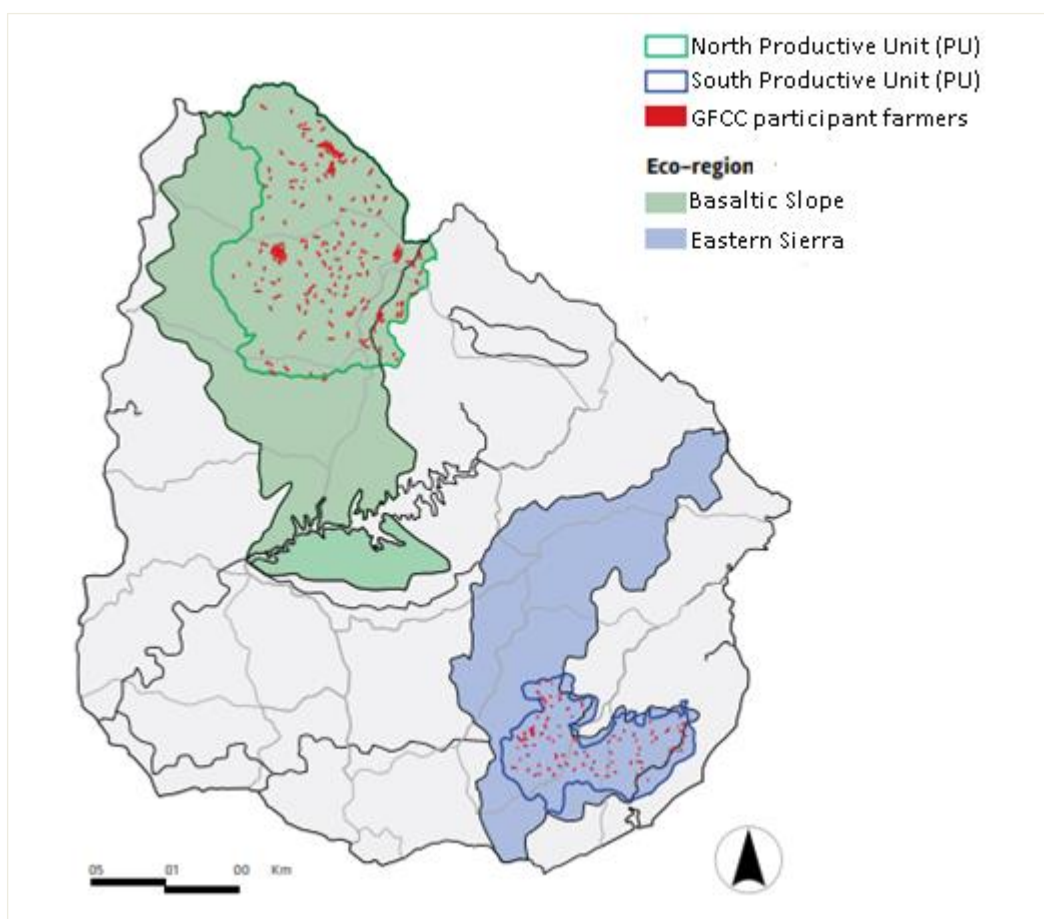 North Productive Unit (PU)
South Productive Unit (PU)
GFCC participant farmers
Eco-region
Basaltic Slope
Eastern Sierra
05 01 00 Km